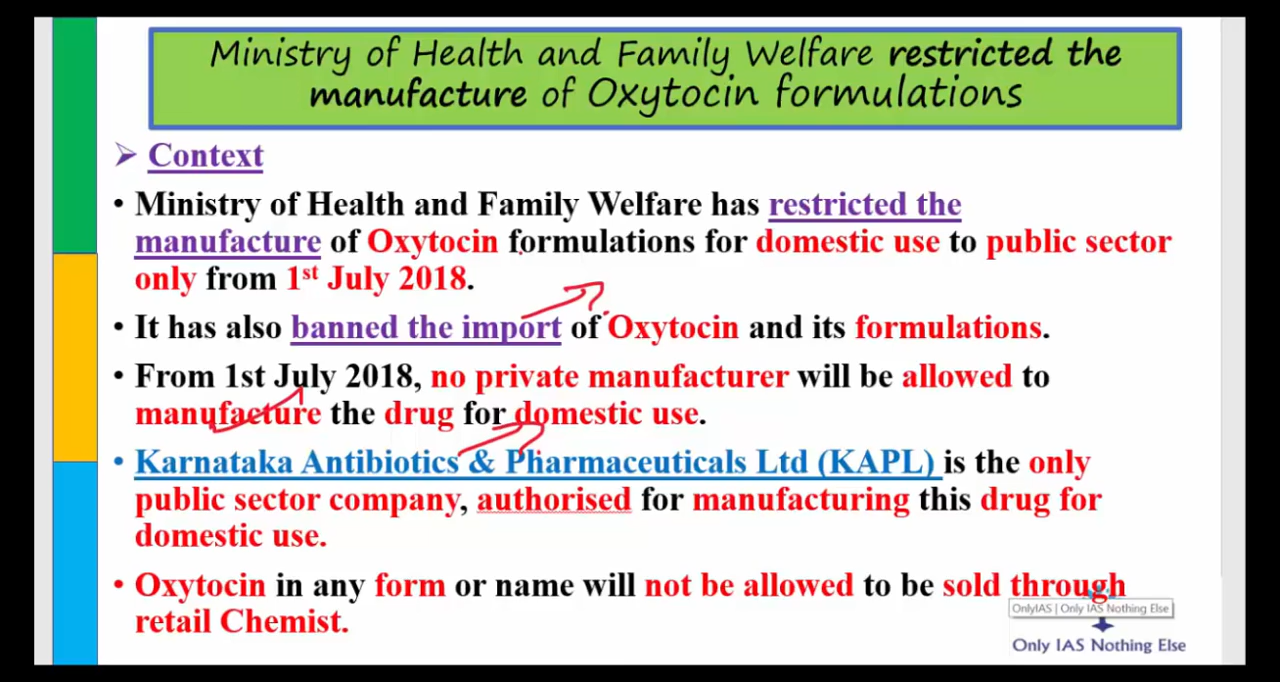 Ministry of Health and Family Welfare restricted the
manufacture of Oxytocin formulations
➢ Context
• Ministry of Health and Family Welfare has restricted the
manufacture of Oxytocin formulations for domestic use to public sector
only from 1st July 2018.
• It has also banned the import of Oxytocin and its formulations.
• From 1st July 2018, no private manufacturer will be allowed to
manufacture the drug for domestic use.
• Karnataka Antibiotics & Pharmaceuticals Ltd (KAPL) is the only
public sector company, authorised for manufacturing this drug for
domestic use.
• Oxytocin in any form or name will not be allowed to be sold through
retail Chemist.
OnlyIAS | Only IAS Nothing Else
Only IAS Nothing Else